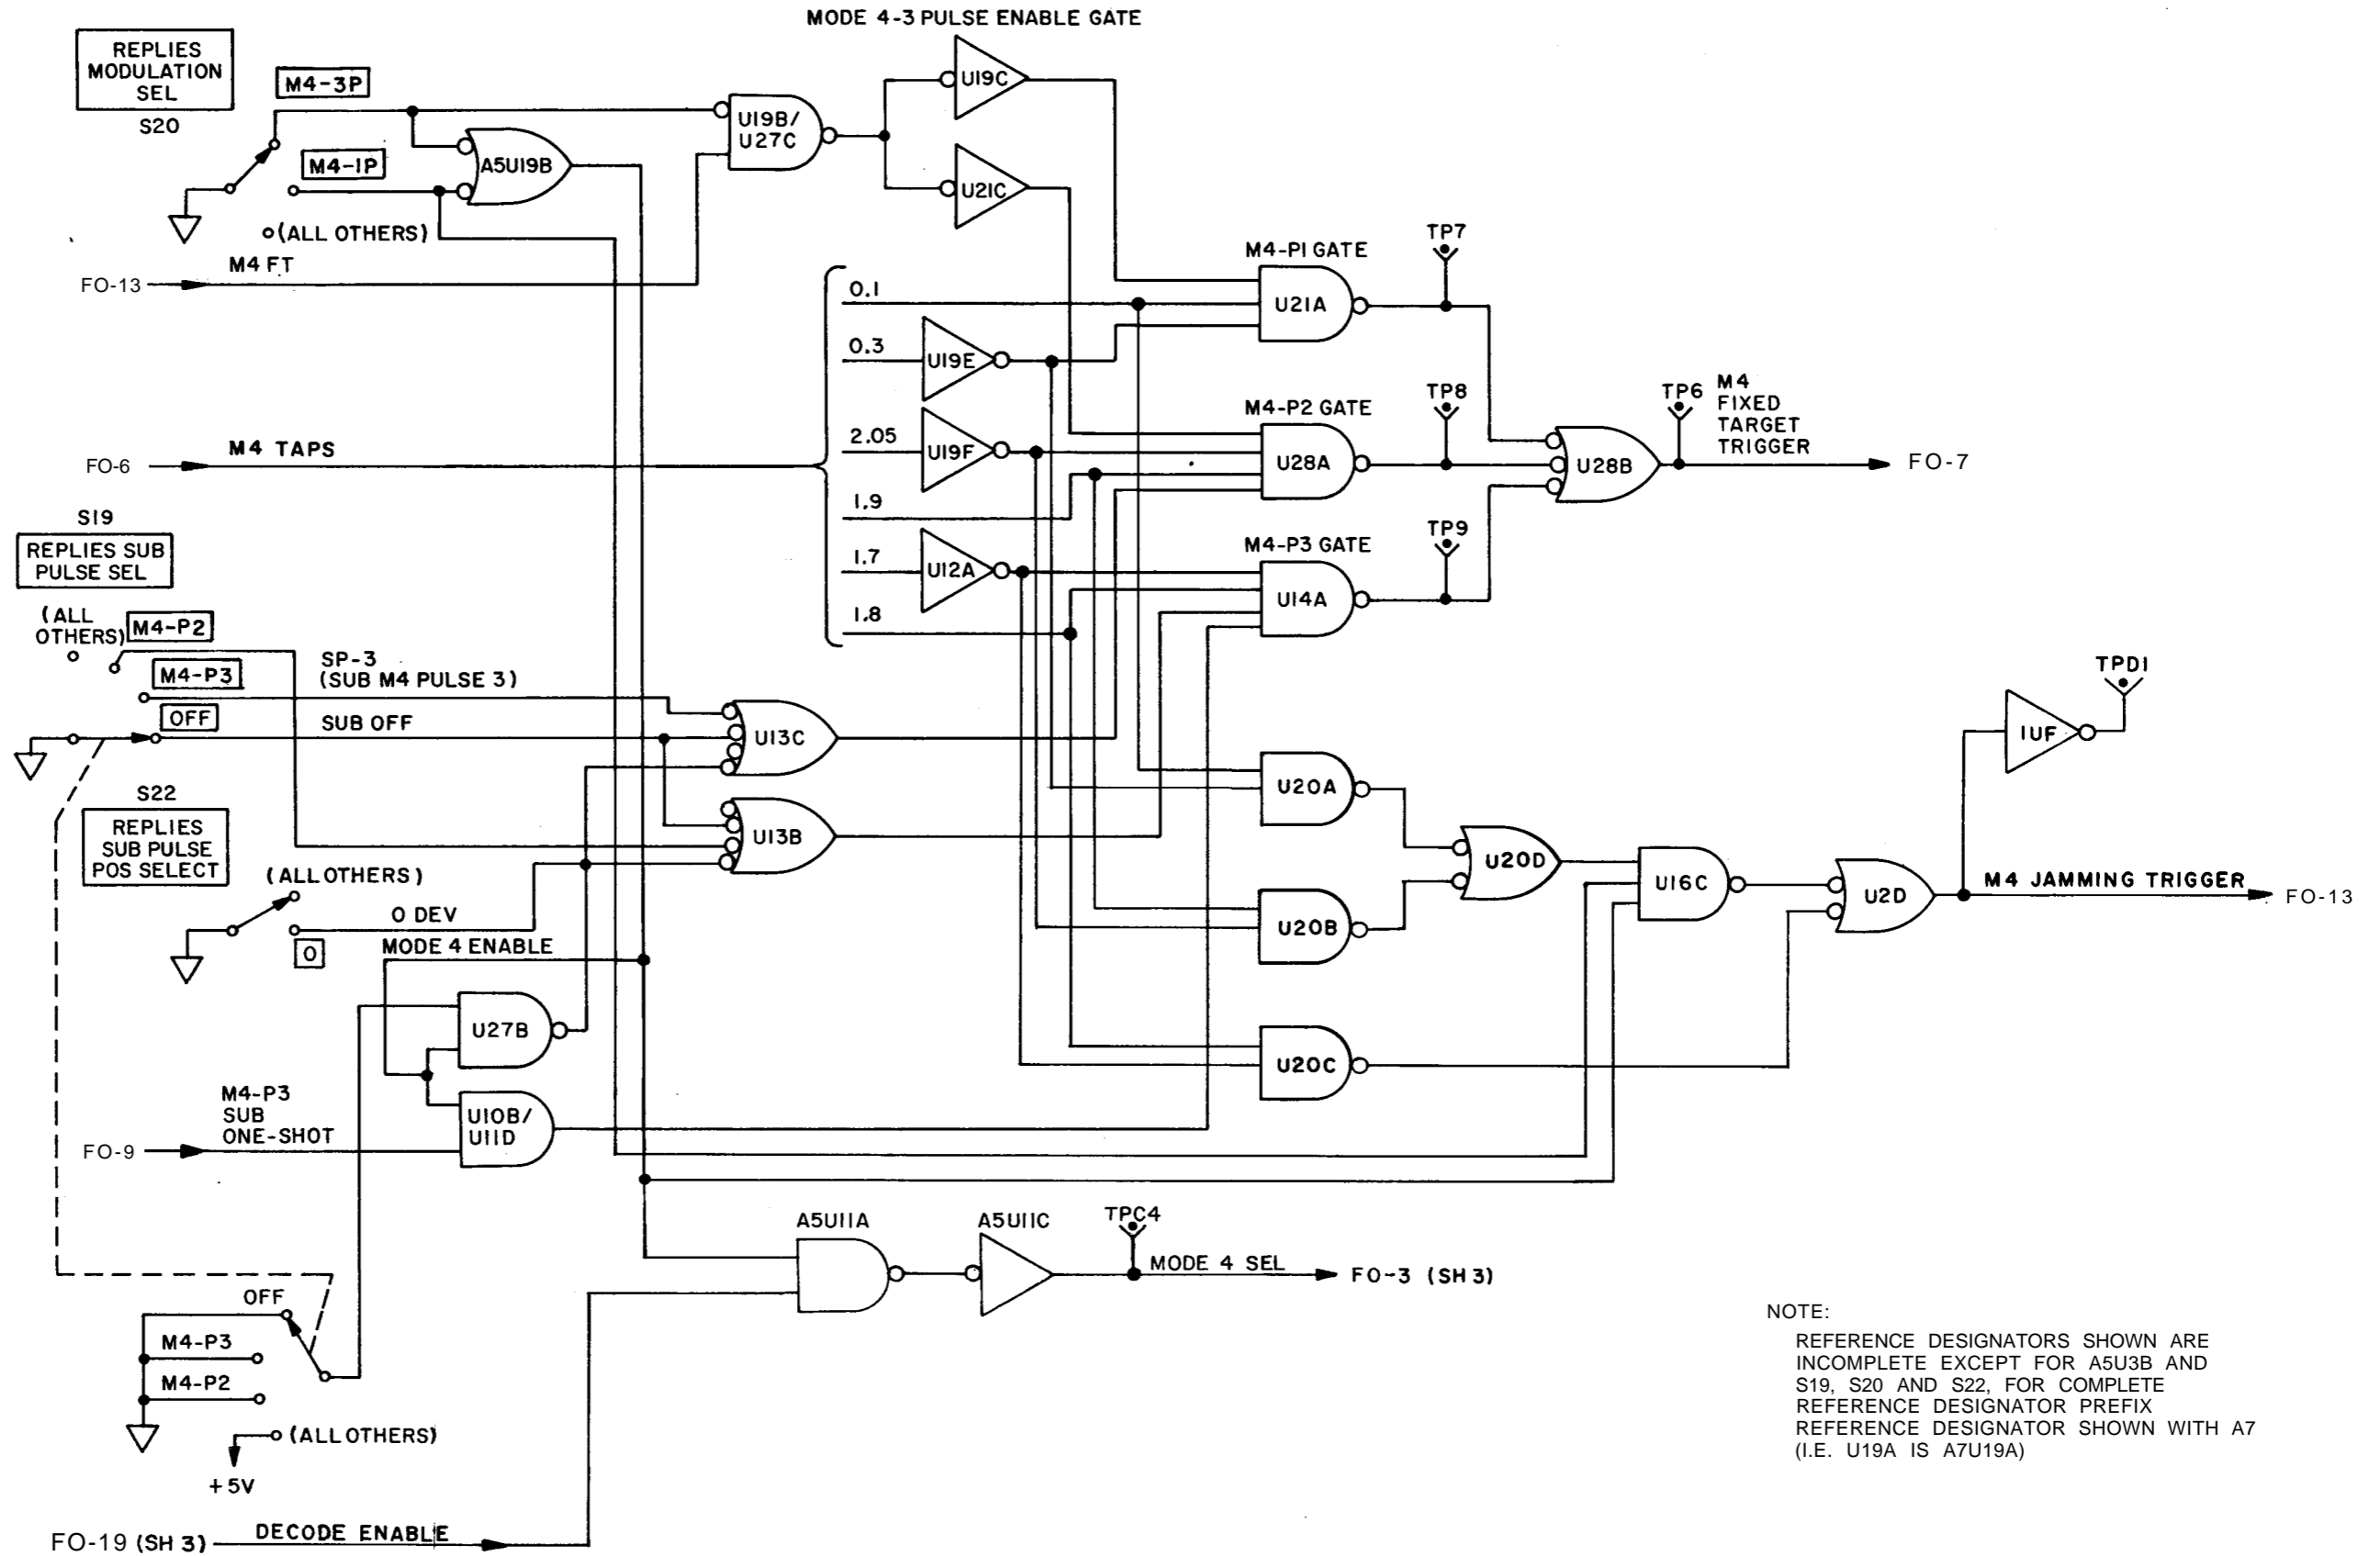 MODE 4-3 PULSE ENABLE GATE
REPLIES
MODULATION
SEL
S20
M4-3P
M4-1P
(ALL OTHERS)
A5U19B
U19B/
U27C
U19C
U21C
FO-13
M4 FT
M4-P1 GATE
U21A
TP7
0.1
0.3
U19E
2.05
U19F
1.9
1.7
U12A
1.8
M4-P2 GATE
U28A
TP8
M4-P3 GATE
U14A
TP9
U28B
TP6
M4
FIXED
TARGET
TRIGGER
FO-7
FO-6
M4 TAPS
S19
REPLIES SUB
PULSE SEL
(ALL
OTHERS)
M4-P2
M4-P3
OFF
SP-3
(SUB M4 PULSE 3)
SUB OFF
U13C
U13B
S22
REPLIES
SUB PULSE
POS SELECT
(ALL OTHERS)
0 DEV
0
MODE 4 ENABLE
U27B
M4-P3
SUB
ONE-SHOT
FO-9
U10B/
U11D
U20A
U20B
U20C
U20D
U16C
U2D
1UF
TPD1
M4 JAMMING TRIGGER
FO-13
A5U11A
A5U11C
TPC4
MODE 4 SEL
FO-3 (SH 3)
OFF
M4-P3
M4-P2
(ALL OTHERS)
+5V
FO-19 (SH 3)
DECODE ENABLE
NOTE:
REFERENCE DESIGNATORS SHOWN ARE
INCOMPLETE EXCEPT FOR A5U3B AND
S19, S20 AND S22, FOR COMPLETE
REFERENCE DESIGNATOR PREFIX
REFERENCE DESIGNATOR SHOWN WITH A7
(I.E. U19A IS A7U19A)